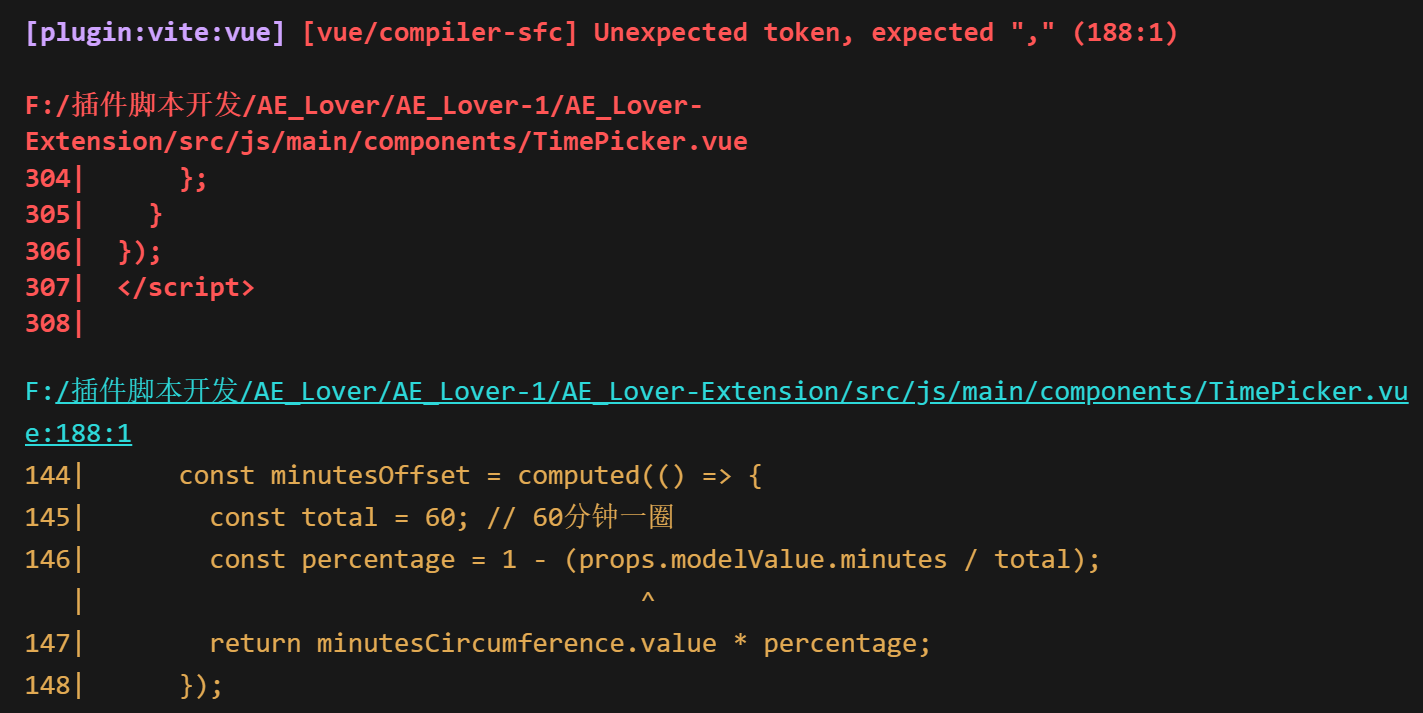 [plugin:vite:vue] [vue/compiler-sfc] Unexpected token, expected "," (188:1)
F:/插件脚本开发/AE_Lover/AE_Lover-1/AE_Lover-
Extension/src/js/main/components/TimePicker.vue
304|      };
305|    }
306|  });
307|  </script>
308|
F:/插件脚本开发/AE_Lover/AE_Lover-1/AE_Lover-Extension/src/js/main/components/TimePicker.vu
e:188:1
144|      const minutesOffset = computed(() => {
145|        const total = 60; // 60分钟一圈
146|        const percentage = 1 - (props.modelValue.minutes / total);
   |                                    ^
147|        return minutesCircumference.value * percentage;
148|      });